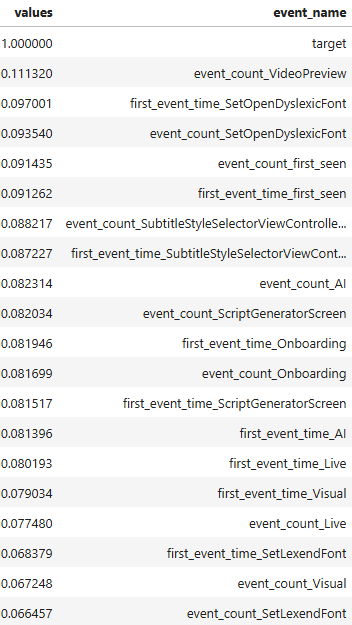 values event_name
1.000000 target
0.111320 event_count_VideoPreview
0.097001 first_event_time_SetOpenDyslexicFont
0.093540 event_count_SetOpenDyslexicFont
0.091435 event_count_first_seen
0.091262 first_event_time_first_seen
0.088217 event_count_SubtitleStyleSelectorViewControlle...
0.087227 first_event_time_SubtitleStyleSelectorViewCont...
0.082314 event_count_AI
0.082034 event_count_ScriptGeneratorScreen
0.081946 first_event_time_Onboarding
0.081699 event_count_Onboarding
0.081517 first_event_time_ScriptGeneratorScreen
0.081396 first_event_time_AI
0.080193 first_event_time_Live
0.079034 first_event_time_Visual
0.077480 event_count_Live
0.068379 first_event_time_SetLexendFont
0.067248 event_count_Visual
0.066457 event_count_SetLexendFont